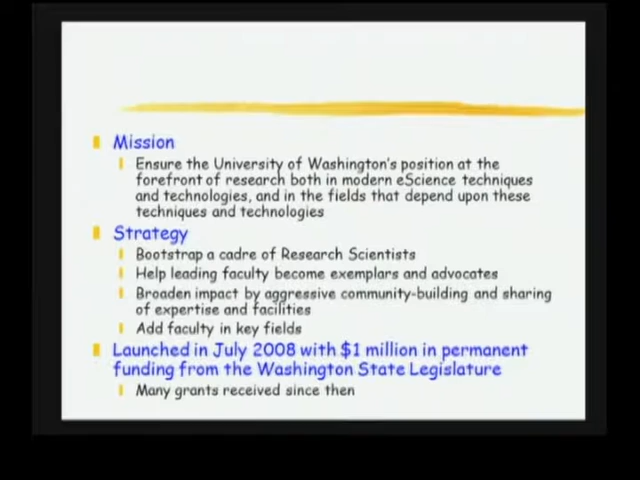 Mission
Ensure the University of Washington's position at the
forefront of research both in modern eScience techniques
and technologies, and in the fields that depend upon these
techniques and technologies
Strategy
Bootstrap a cadre of Research Scientists
Help leading faculty become exemplars and advocates
Broaden impact by aggressive community-building and sharing
of expertise and facilities
Add faculty in key fields
Launched in July 2008 with $1 million in permanent
funding from the Washington State Legislature
Many grants received since then